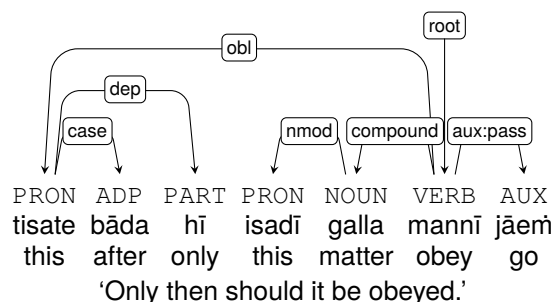 root
obl
dep
case nmod compound aux:pass
PRON ADP PART PRON NOUN VERB AUX
tisate bāda hī isadī galla mannī jāeṁ
this after only this matter obey go
‘Only then should it be obeyed.’